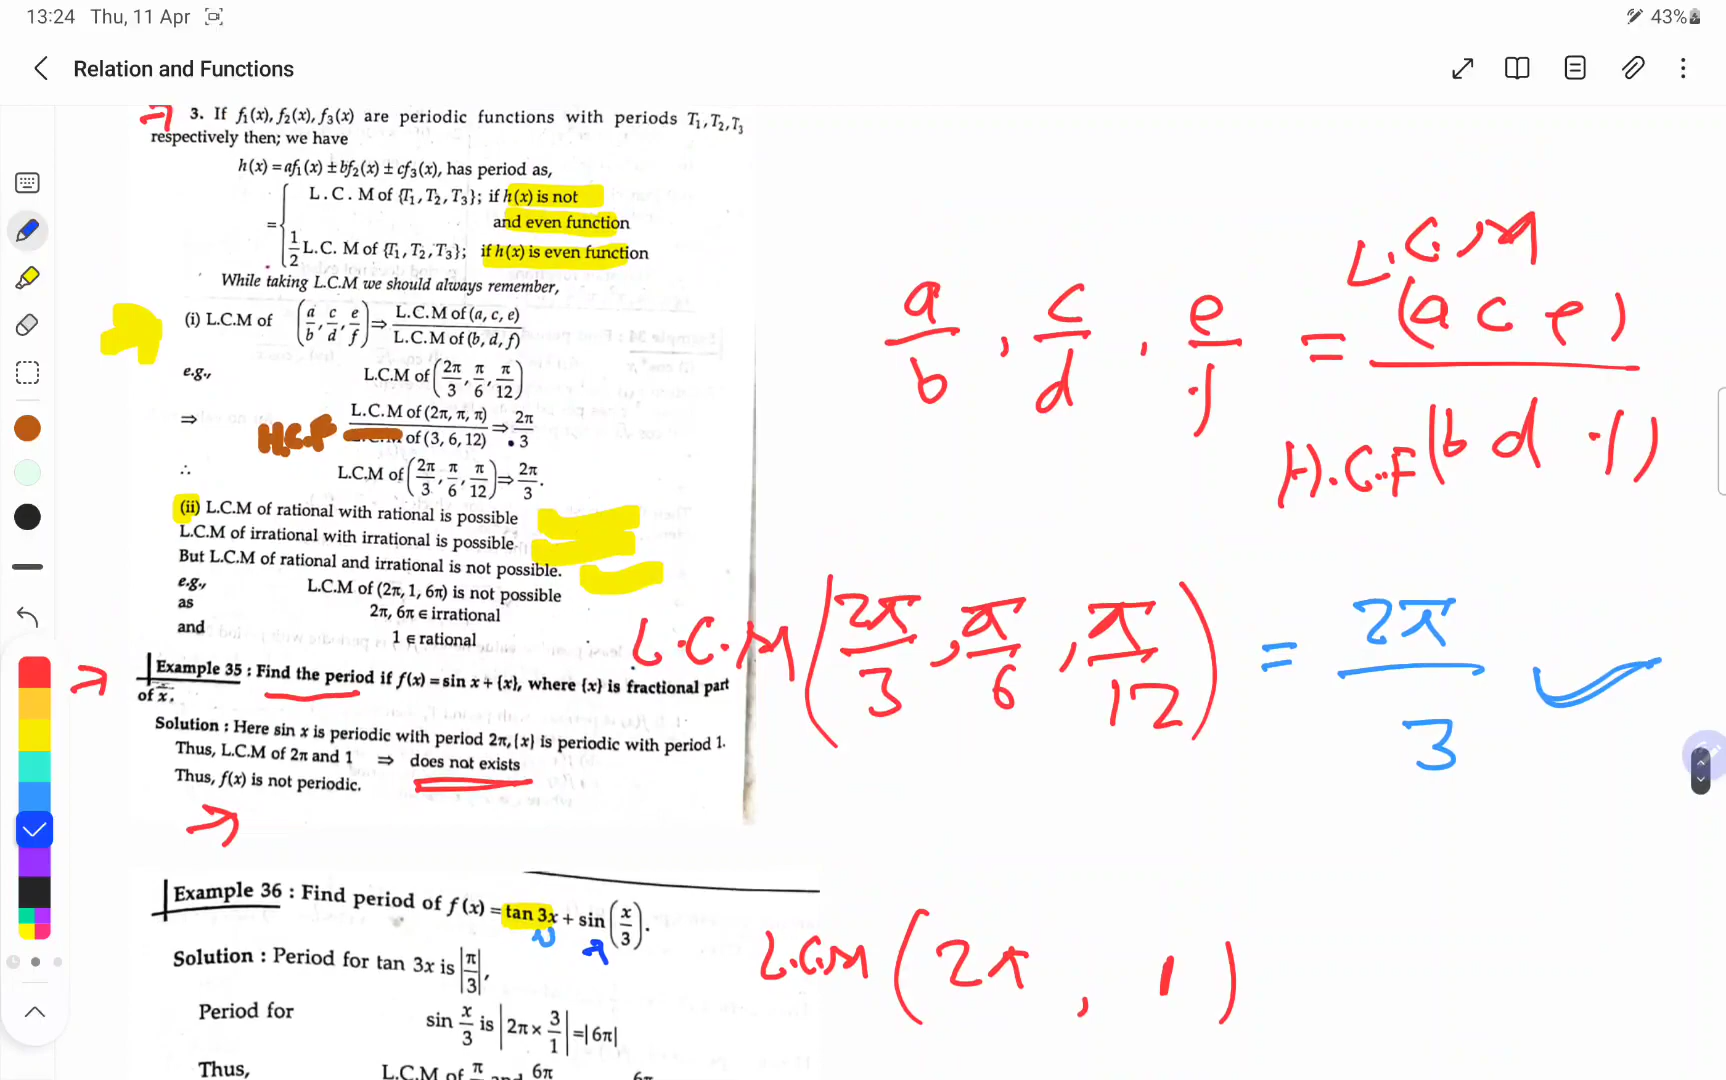 13:24 Thu, 11 Apr
43%
Relation and Functions
3. If f₁(x), f₂(x), f₃(x) are periodic functions with periods T₁, T₂, T₃
respectively then; we have
h(x) = af₁(x) ± bf₂(x) ± cf₃(x), has period as,
= { L.C.M of {T₁, T₂, T₃}; if h(x) is not
and even function
1/2 L.C.M of {T₁, T₂, T₃}; if h(x) is even function
While taking L.C.M we should always remember,
(i) L.C.M of (a/b, c/d, e/f) ⇒ L.C.M of (a, c, e) / L.C.M of (b, d, f)
e.g., L.C.M of (2π/3, π/6, π/12)
⇒ H.C.F L.C.M of (2π, π, π) / of (3, 6, 12) ⇒ 2π/3
∴ L.C.M of (2π/3, π/6, π/12) ⇒ 2π/3.
(ii) L.C.M of rational with rational is possible
L.C.M of irrational with irrational is possible
But L.C.M of rational and irrational is not possible.
e.g., L.C.M of (2π, 1, 6π) is not possible
as 2π, 6π ∈ irrational
and 1 ∈ rational
Example 35 : Find the period if f(x) = sin x + {x}, where {x} is fractional part
of x.
Solution : Here sin x is periodic with period 2π, {x} is periodic with period 1.
Thus, L.C.M of 2π and 1 ⇒ does not exists
Thus, f(x) is not periodic.
Example 36 : Find period of f(x) = tan 3x + sin (x/3).
Solution : Period for tan 3x is |π/3|,
Period for sin x/3 is |2π × 3/1| = |6π|
Thus, L.C.M of π and 6π
a/b , c/d , e/f = L.C.M (a c e) / H.C.F (b d f)
L.C.M (2π/3 , π/6 , π/12) = 2π/3
L.C.M (2π , 1)